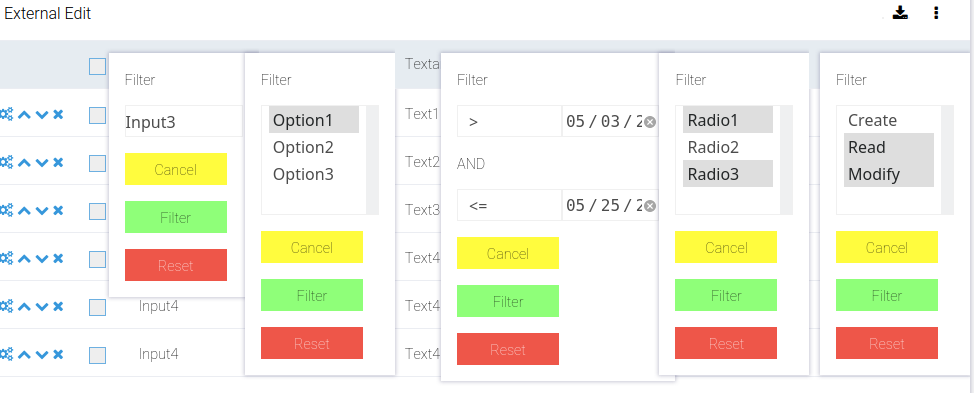 External Edit
Filter
Input3
Cancel
Filter
Reset
Filter
Option1
Option2
Option3
Cancel
Filter
Reset
Filter
>
05 / 03 /
AND
<=
05 / 25 /
Cancel
Filter
Reset
Filter
Radio1
Radio2
Radio3
Cancel
Filter
Reset
Filter
Create
Read
Modify
Cancel
Filter
Reset
Texta
Text1
Text2
Text3
Text4
Input4
Text4
Input4
Text4